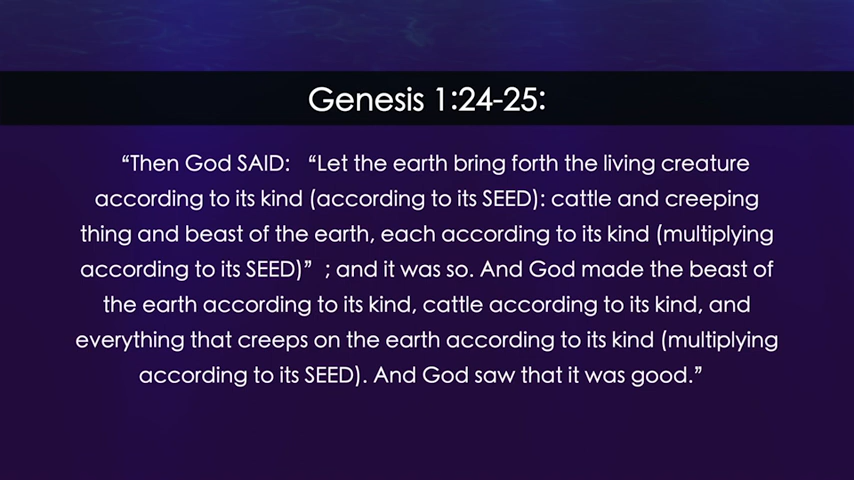 Genesis 1:24-25:
“Then God SAID: “Let the earth bring forth the living creature
according to its kind (according to its SEED): cattle and creeping
thing and beast of the earth, each according to its kind (multiplying
according to its SEED)” ; and it was so. And God made the beast of
the earth according to its kind, cattle according to its kind, and
everything that creeps on the earth according to its kind (multiplying
according to its SEED). And God saw that it was good.”